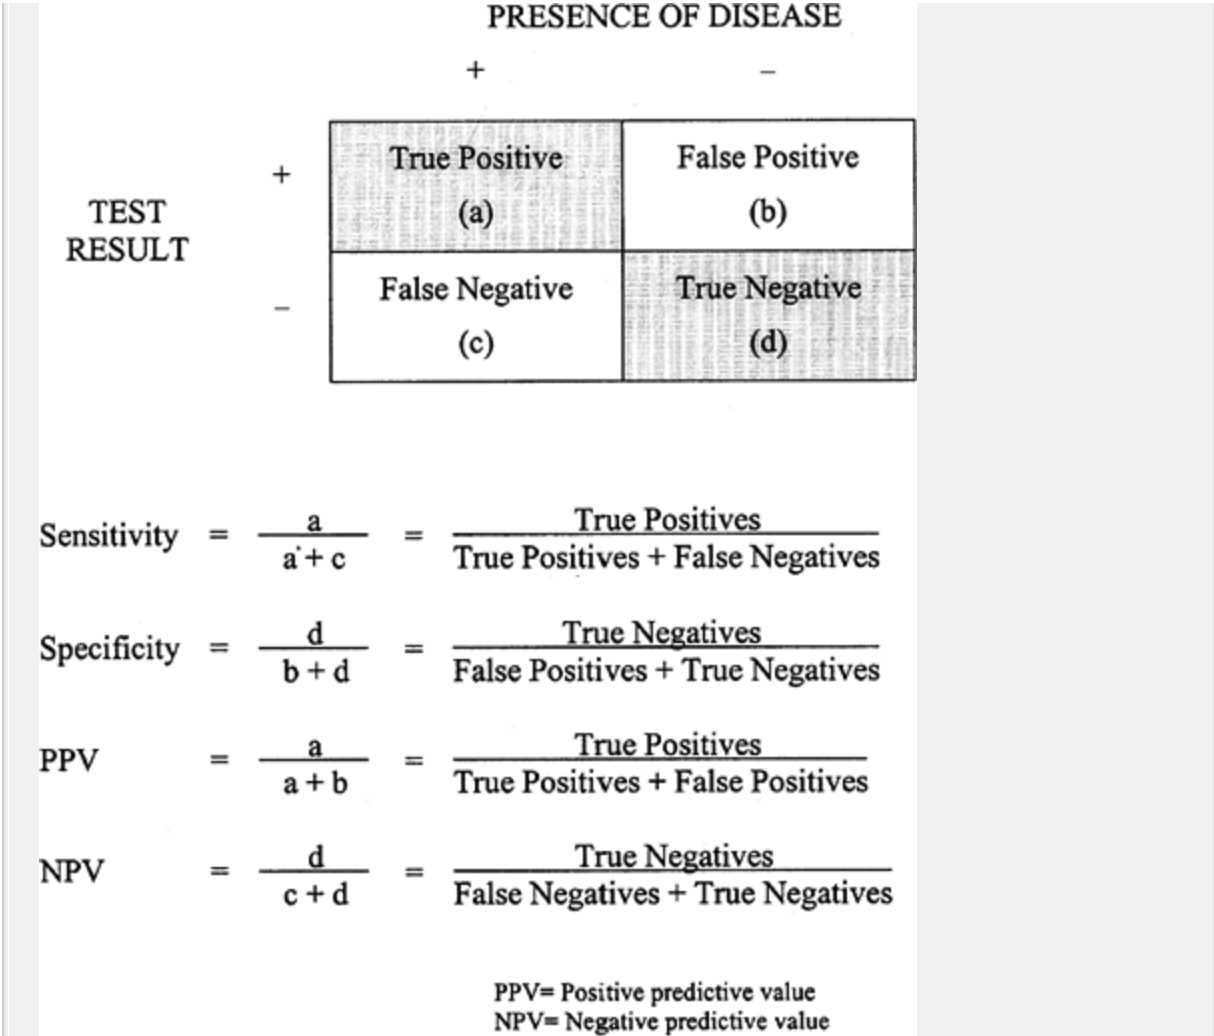 PRESENCE OF DISEASE
+ –
+ True Positive False Positive
(a) (b)
TEST
RESULT
– False Negative True Negative
(c) (d)
Sensitivity = a / a + c = True Positives / True Positives + False Negatives
Specificity = d / b + d = True Negatives / False Positives + True Negatives
PPV = a / a + b = True Positives / True Positives + False Positives
NPV = d / c + d = True Negatives / False Negatives + True Negatives
PPV= Positive predictive value
NPV= Negative predictive value